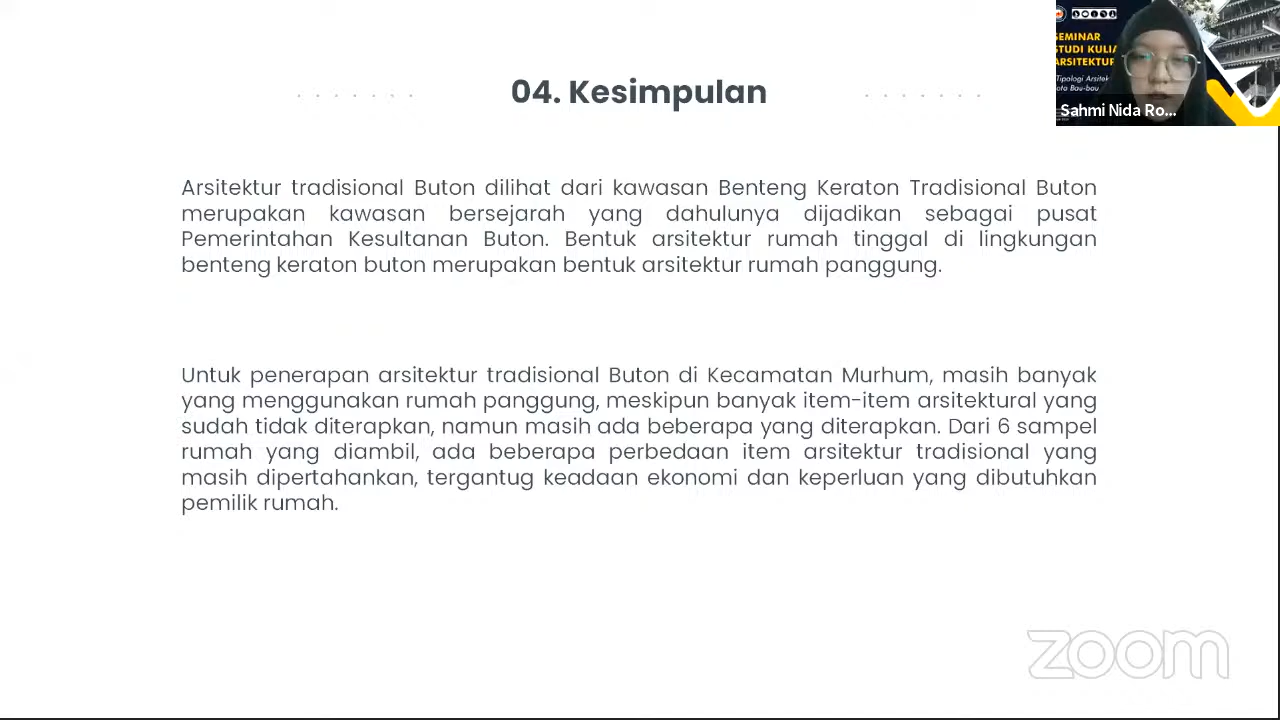 04. Kesimpulan
SEMINAR
STUDI KULIA
ARSITEKTUR
Tipologi Arsitek
ota Bau-bau
Sahmi Nida Ro...
Arsitektur tradisional Buton dilihat dari kawasan Benteng Keraton Tradisional Buton
merupakan kawasan bersejarah yang dahulunya dijadikan sebagai pusat
Pemerintahan Kesultanan Buton. Bentuk arsitektur rumah tinggal di lingkungan
benteng keraton buton merupakan bentuk arsitektur rumah panggung.
Untuk penerapan arsitektur tradisional Buton di Kecamatan Murhum, masih banyak
yang menggunakan rumah panggung, meskipun banyak item-item arsitektural yang
sudah tidak diterapkan, namun masih ada beberapa yang diterapkan. Dari 6 sampel
rumah yang diambil, ada beberapa perbedaan item arsitektur tradisional yang
masih dipertahankan, tergantug keadaan ekonomi dan keperluan yang dibutuhkan
pemilik rumah.
zoom